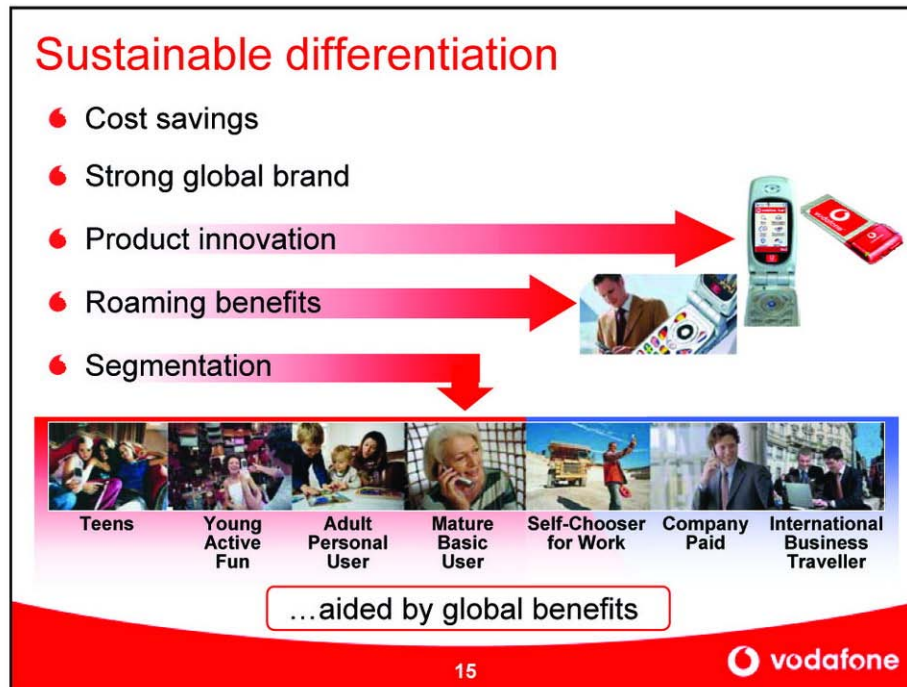 Sustainable differentiation
Cost savings
Strong global brand
Product innovation
Roaming benefits
Segmentation
vodafone
Teens
Young
Active
Fun
Adult
Personal
User
Mature
Basic
User
Self-Chooser
for Work
Company
Paid
International
Business
Traveller
...aided by global benefits
15
vodafone